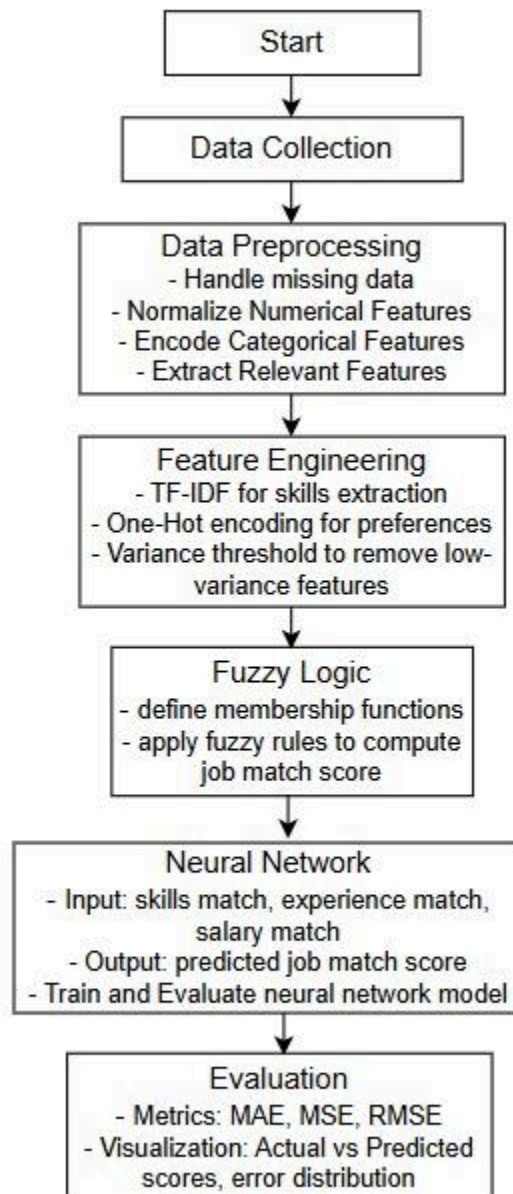 Start
Data Collection
Data Preprocessing
- Handle missing data
- Normalize Numerical Features
- Encode Categorical Features
- Extract Relevant Features
Feature Engineering
- TF-IDF for skills extraction
- One-Hot encoding for preferences
- Variance threshold to remove low-
variance features
Fuzzy Logic
- define membership functions
- apply fuzzy rules to compute
job match score
Neural Network
- Input: skills match, experience match,
salary match
- Output: predicted job match score
- Train and Evaluate neural network model
Evaluation
- Metrics: MAE, MSE, RMSE
- Visualization: Actual vs Predicted
scores, error distribution